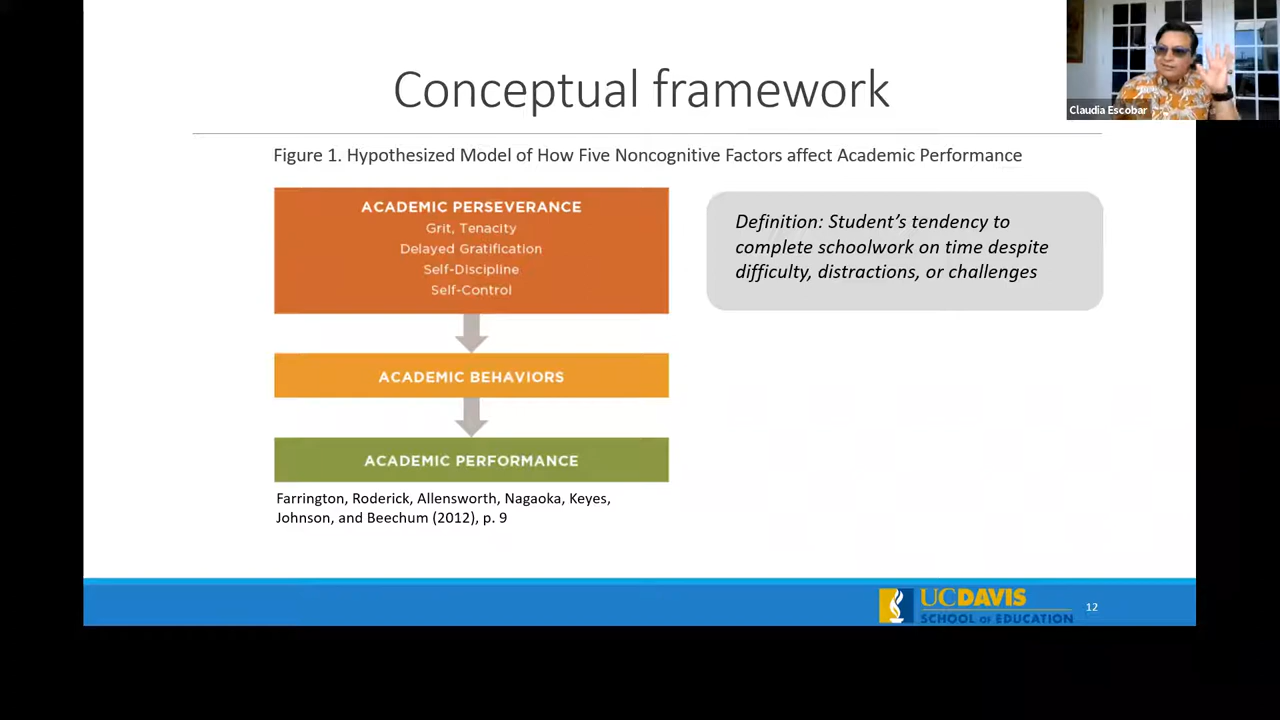 Conceptual framework
Claudia Escobar
Figure 1. Hypothesized Model of How Five Noncognitive Factors affect Academic Performance
ACADEMIC PERSEVERANCE
Grit, Tenacity
Delayed Gratification
Self-Discipline
Self-Control
Definition: Student's tendency to
complete schoolwork on time despite
difficulty, distractions, or challenges
ACADEMIC BEHAVIORS
ACADEMIC PERFORMANCE
Farrington, Roderick, Allensworth, Nagaoka, Keyes,
Johnson, and Beechum (2012), p. 9
UCDAVIS
SCHOOL OF EDUCATION
12